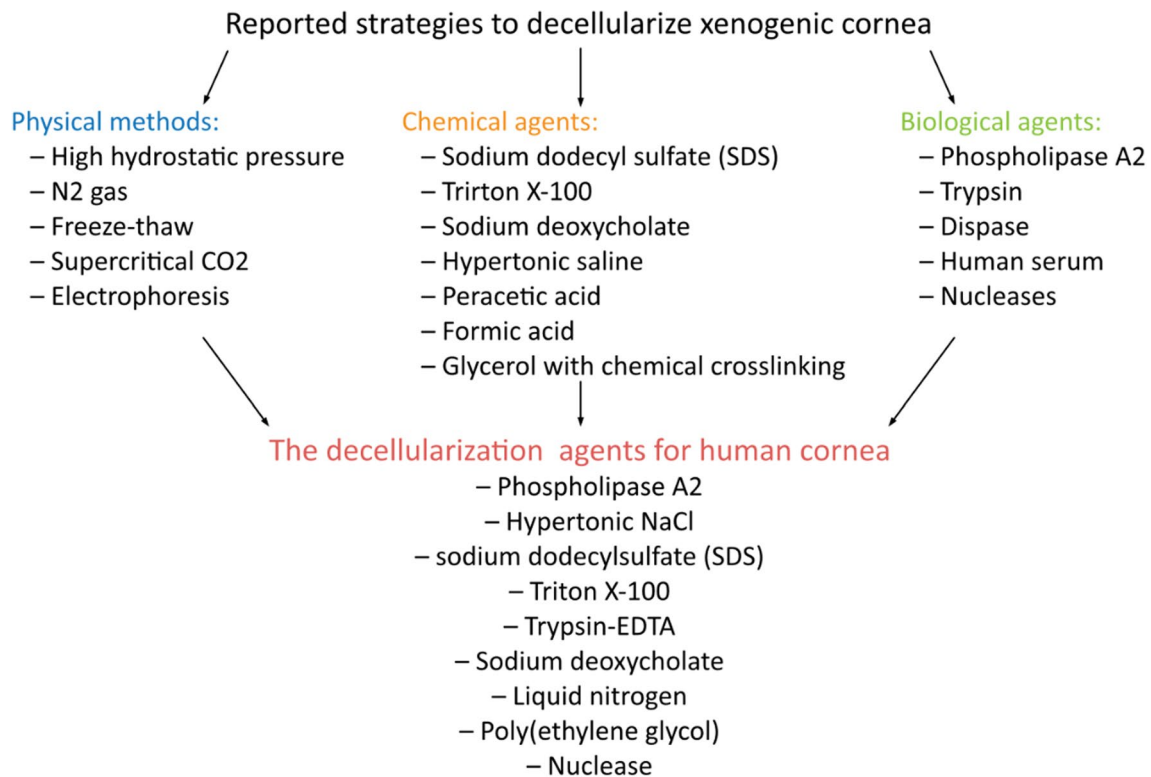 Reported strategies to decellularize xenogenic cornea
Physical methods:
– High hydrostatic pressure
– N2 gas
– Freeze-thaw
– Supercritical CO2
– Electrophoresis
Chemical agents:
– Sodium dodecyl sulfate (SDS)
– Trirton X-100
– Sodium deoxycholate
– Hypertonic saline
– Peracetic acid
– Formic acid
– Glycerol with chemical crosslinking
Biological agents:
– Phospholipase A2
– Trypsin
– Dispase
– Human serum
– Nucleases
The decellularization agents for human cornea
– Phospholipase A2
– Hypertonic NaCl
– sodium dodecylsulfate (SDS)
– Triton X-100
– Trypsin-EDTA
– Sodium deoxycholate
– Liquid nitrogen
– Poly(ethylene glycol)
– Nuclease